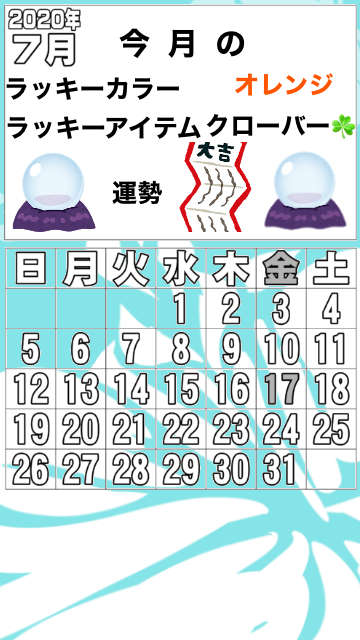 2020年
7月
今月の
ラッキーカラー オレンジ
ラッキーアイテム クローバー☘
大吉
運勢
日 月 火 水 木 金 土
1 2 3 4
5 6 7 8 9 10 11
12 13 14 15 16 17 18
19 20 21 22 23 24 25
26 27 28 29 30 31